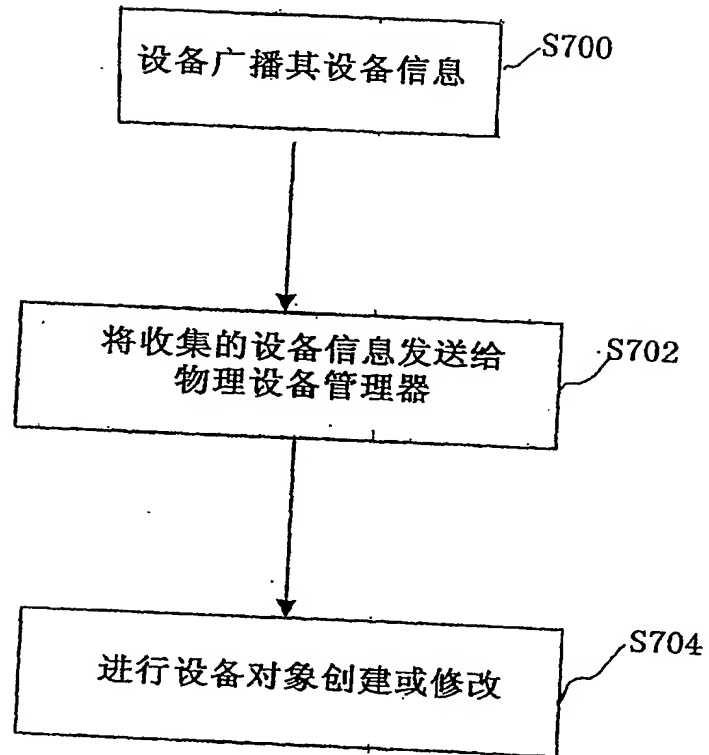 设备广播其设备信息
S700
将收集的设备信息发送给
物理设备管理器
S702
进行设备对象创建或修改
S704